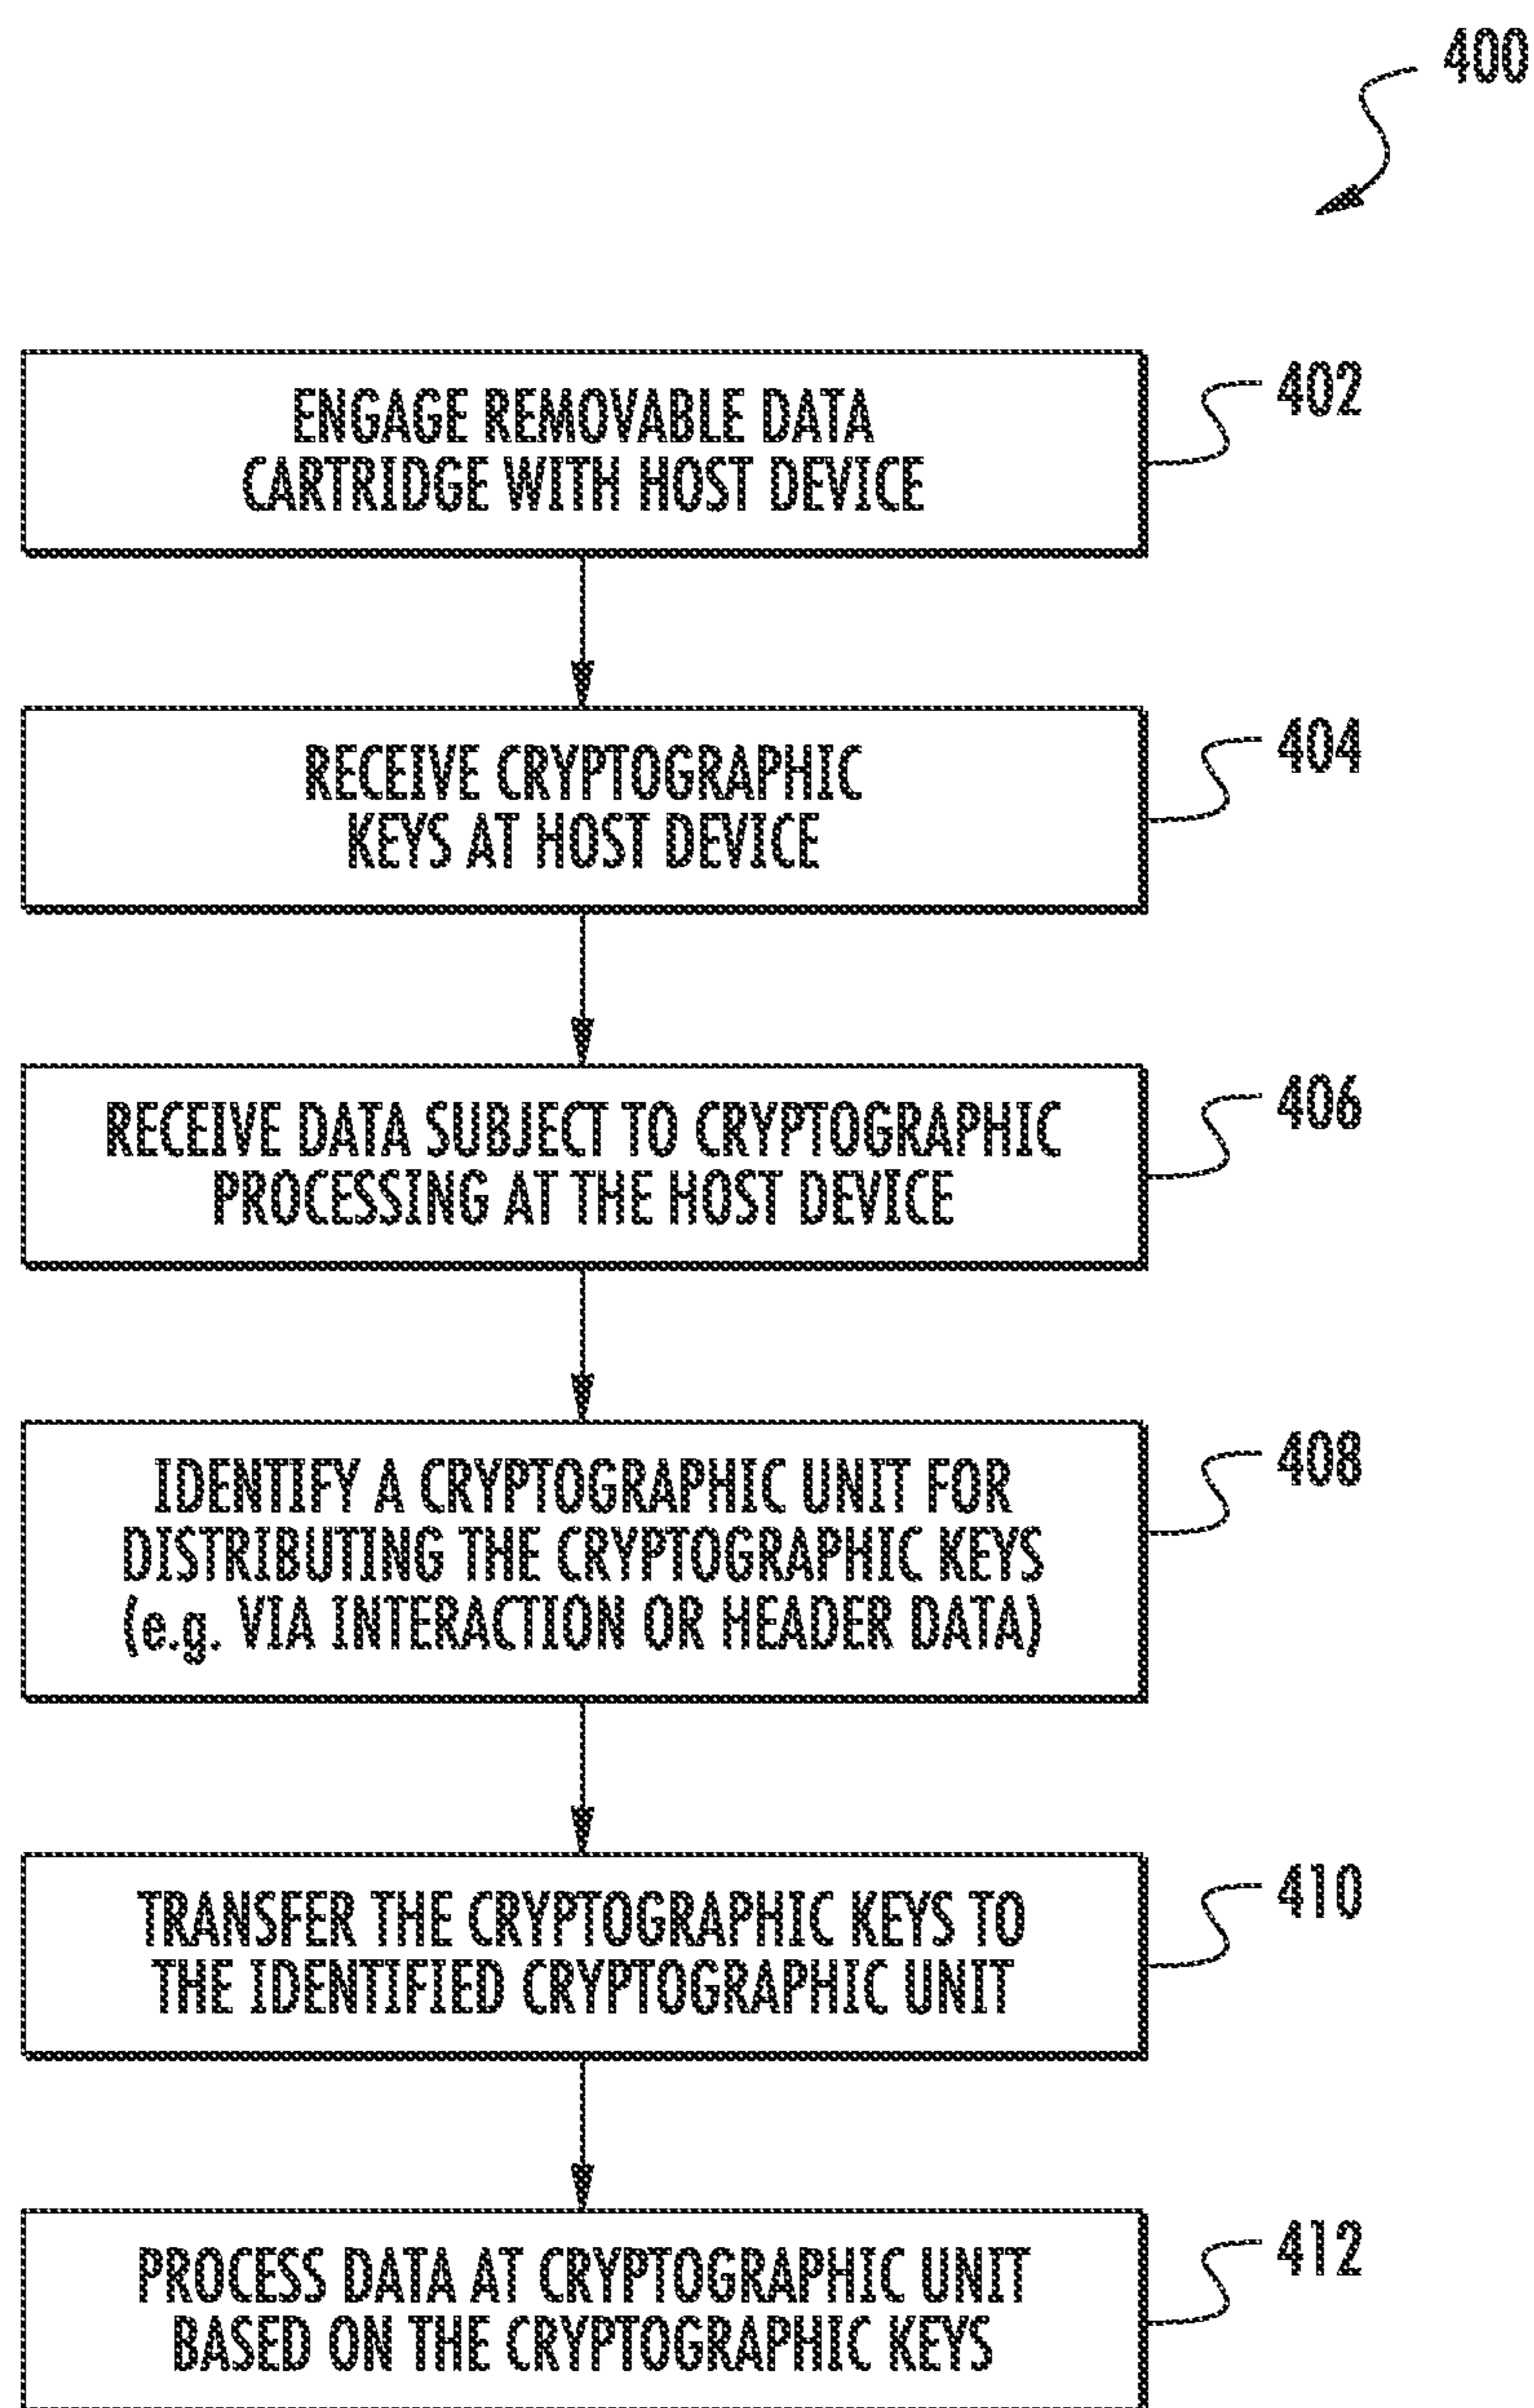 400
ENGAGE REMOVABLE DATA
CARTRIDGE WITH HOST DEVICE
402
RECEIVE CRYPTOGRAPHIC
KEYS AT HOST DEVICE
404
RECEIVE DATA SUBJECT TO CRYPTOGRAPHIC
PROCESSING AT THE HOST DEVICE
406
IDENTIFY A CRYPTOGRAPHIC UNIT FOR
DISTRIBUTING THE CRYPTOGRAPHIC KEYS
(e.g. VIA INTERACTION OR HEADER DATA)
408
TRANSFER THE CRYPTOGRAPHIC KEYS TO
THE IDENTIFIED CRYPTOGRAPHIC UNIT
410
PROCESS DATA AT CRYPTOGRAPHIC UNIT
BASED ON THE CRYPTOGRAPHIC KEYS
412